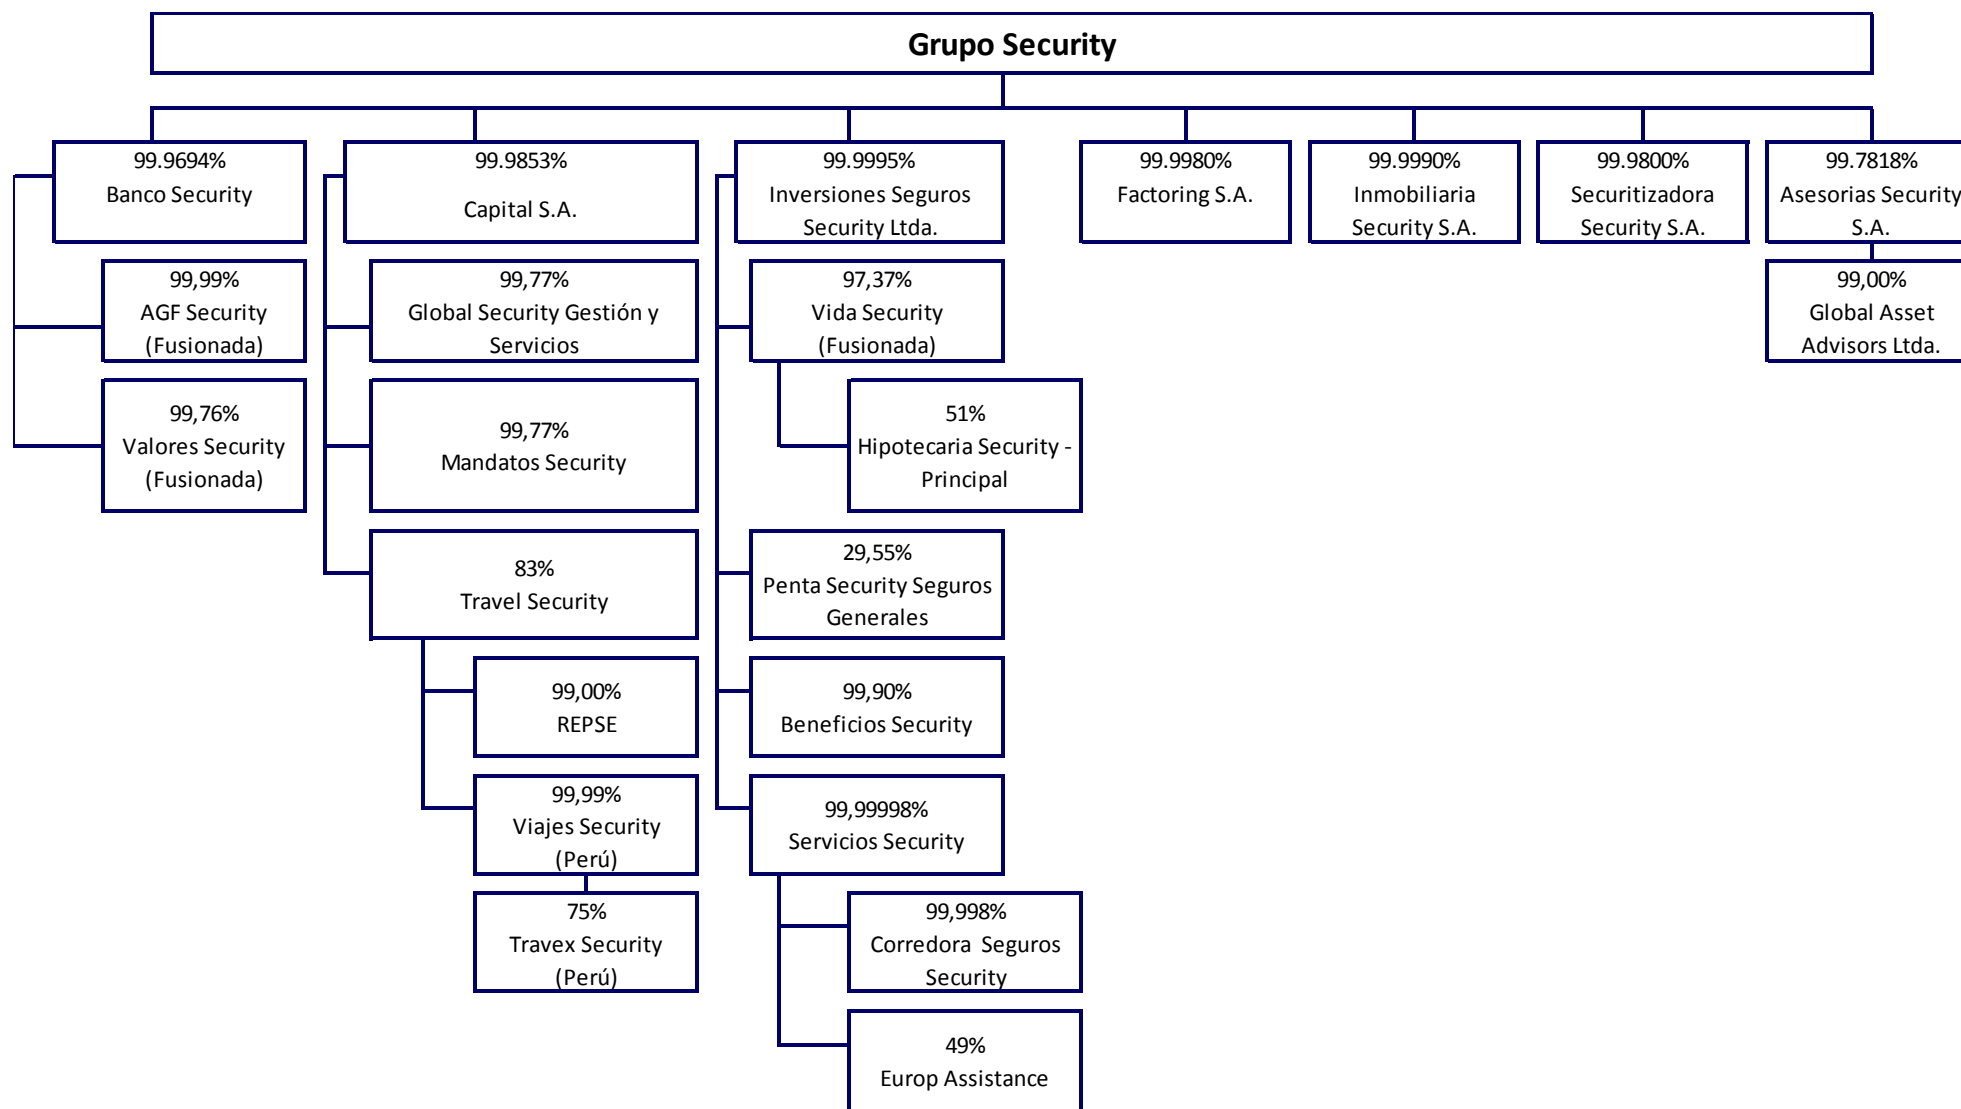 Grupo Security
99.9694%
Banco Security
99.9853%
Capital S.A.
99.9995%
Inversiones Seguros
Security Ltda.
99.9980%
Factoring S.A.
99.9990%
Inmobiliaria
Security S.A.
99.9800%
Securitizadora
Security S.A.
99.7818%
Asesorias Security
S.A.
99,99%
AGF Security
(Fusionada)
99,77%
Global Security Gestión y
Servicios
97,37%
Vida Security
(Fusionada)
99,00%
Global Asset
Advisors Ltda.
99,76%
Valores Security
(Fusionada)
99,77%
Mandatos Security
51%
Hipotecaria Security -
Principal
83%
Travel Security
29,55%
Penta Security Seguros
Generales
99,00%
REPSE
99,90%
Beneficios Security
99,99%
Viajes Security
(Perú)
99,99998%
Servicios Security
75%
Travex Security
(Perú)
99,998%
Corredora  Seguros
Security
49%
Europ Assistance